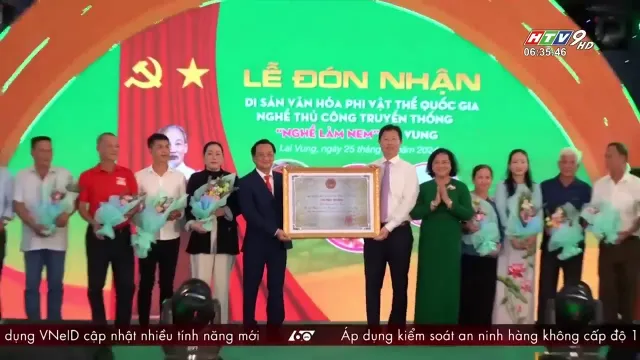 HTV9 HD
06:35:46
LỄ ĐÓN NHẬN
DI SẢN VĂN HÓA PHI VẬT THỂ QUỐC GIA
NGHỀ THỦ CÔNG TRUYỀN THỐNG
"NGHỀ LÀM NEM" VUNG
Lai Vung, ngày 25 tháng
dụng VNeID cập nhật nhiều tính năng mới
Áp dụng kiểm soát an ninh hàng không cấp độ 1